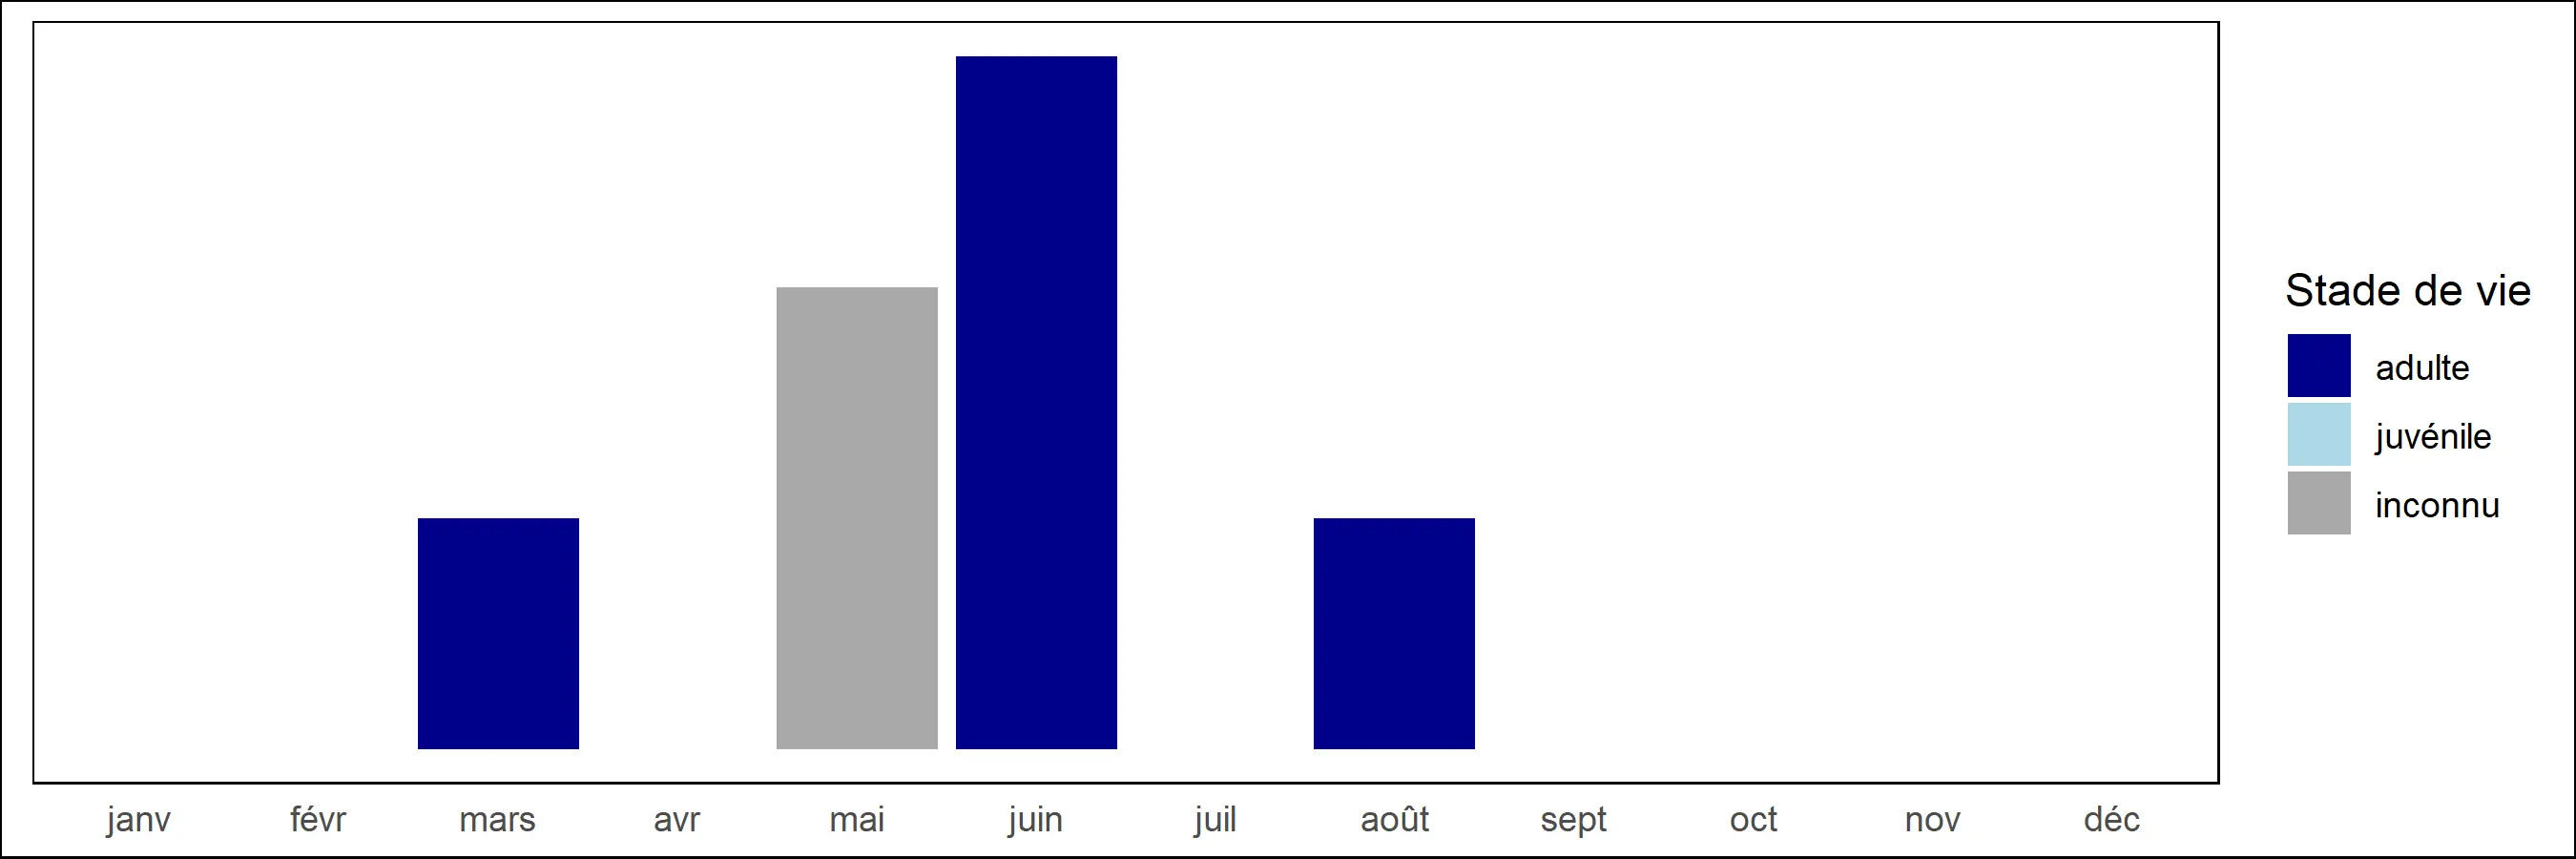 Stade de vie
adulte
juvénile
inconnu
janv févr mars avr mai juin juil août sept oct nov déc